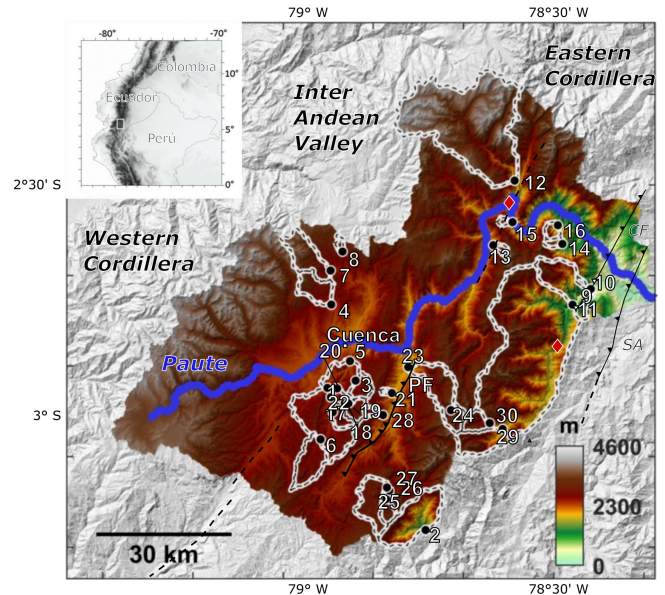 79° W
78°30' W
-80°
-70°
10°
5°
0°
5°
Colombia
Ecuador
Perú
Eastern
Cordillera
Inter
Andean
Valley
2°30' S
Western
Cordillera
12
15
16
14
13
CF
8
7
10
9
11
4
Cuenca
20
5
23
SA
Paute
PF
3
1
21
22
19
17
28
24
30
29
3° S
18
6
m
4600
2300
0
27
26
25
2
30 km
79° W
78°30' W